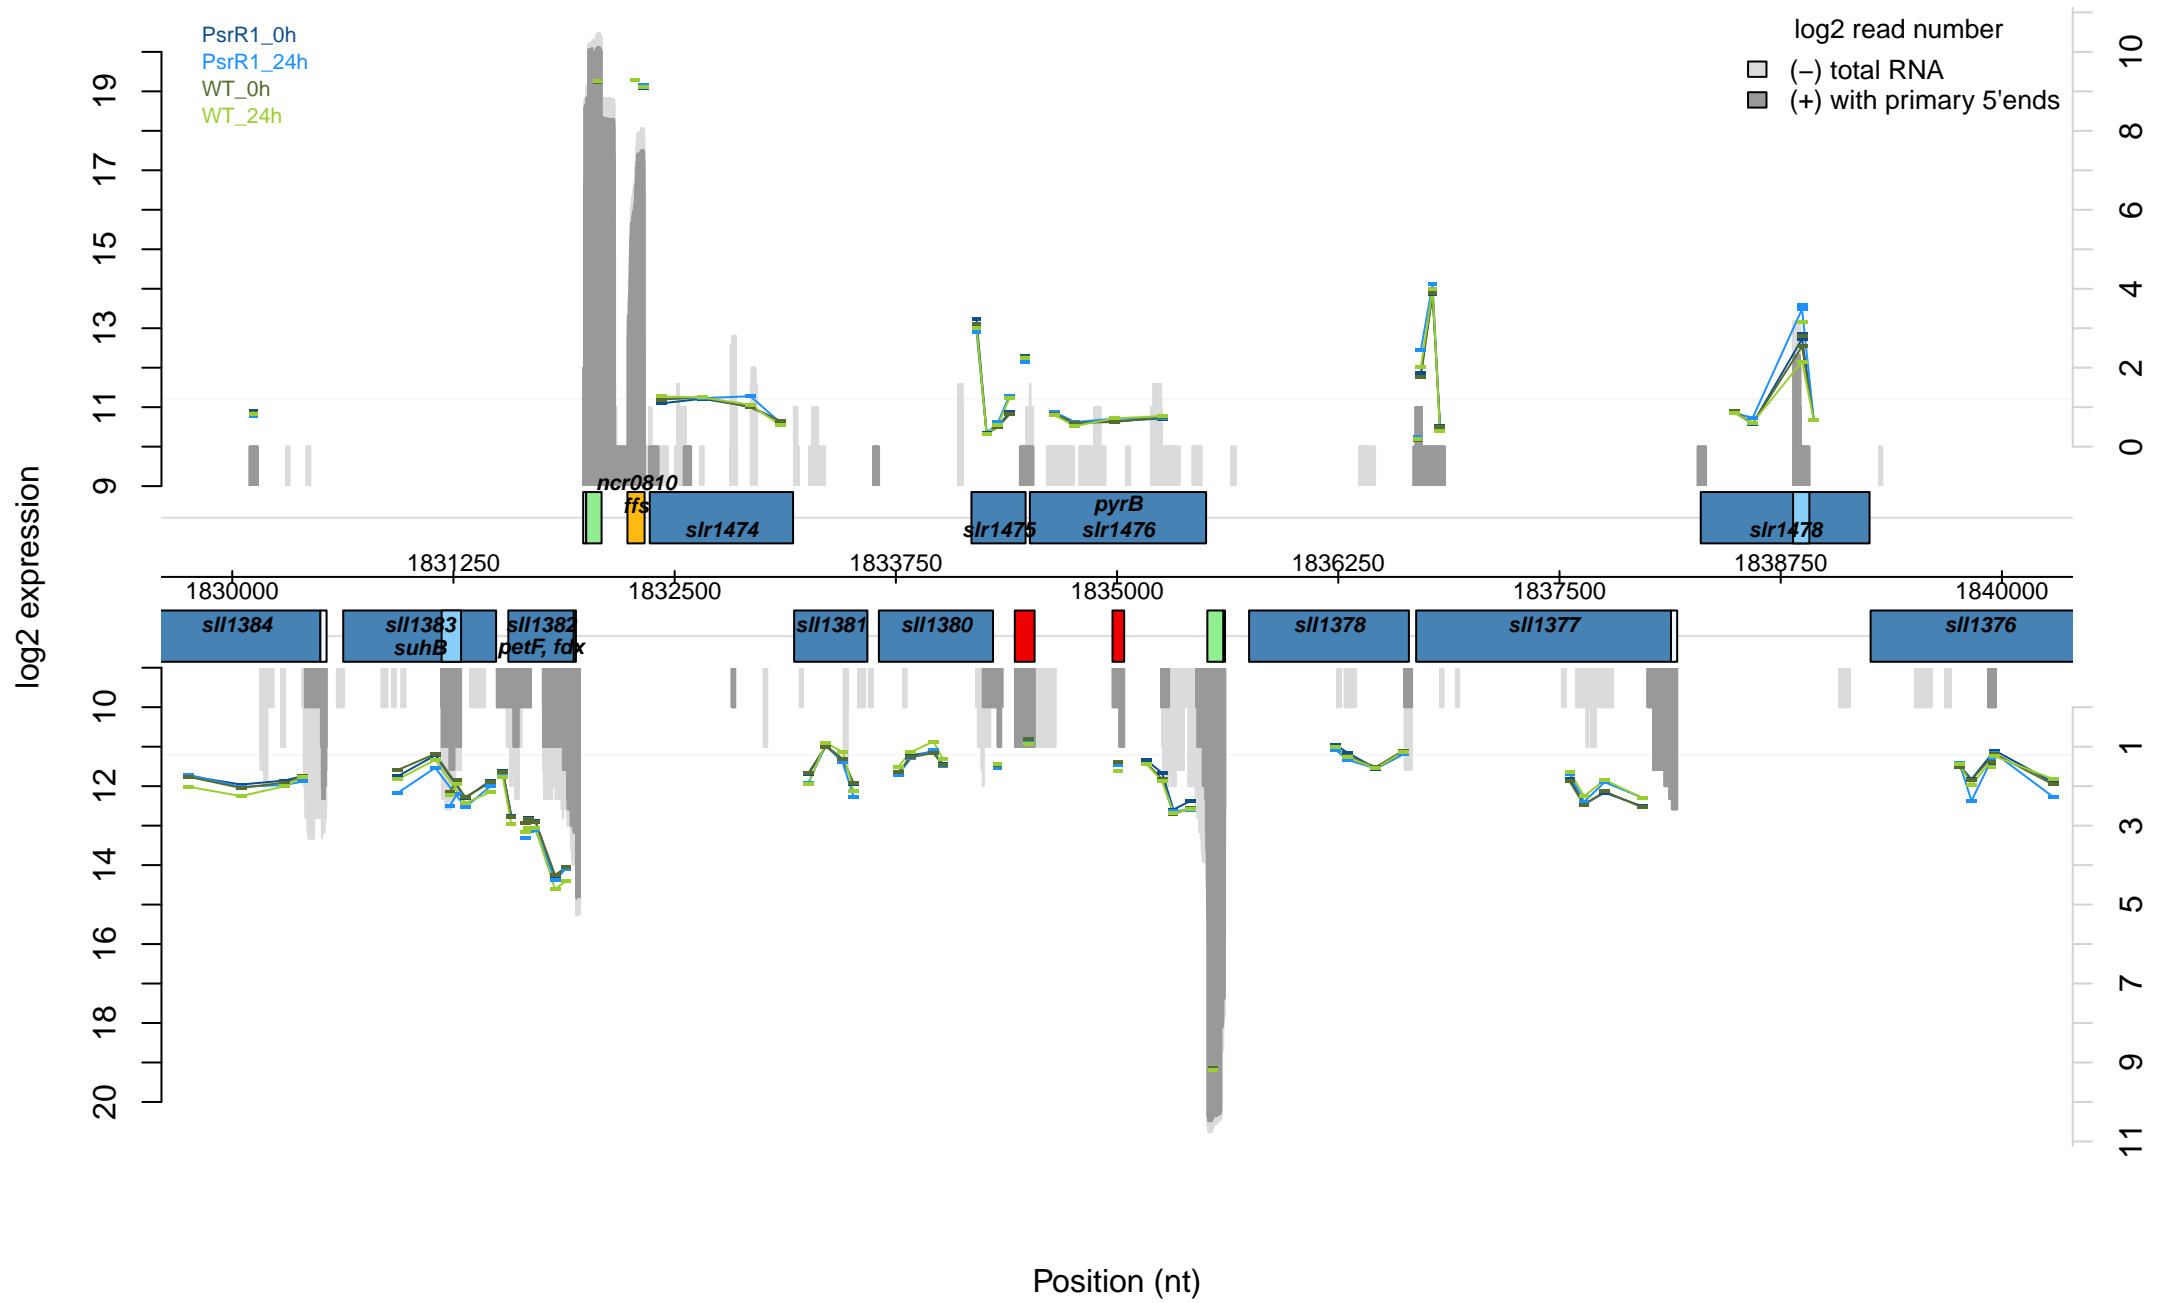 PsrR1_0h
PsrR1_24h
WT_0h
WT_24h
log2 read number
(−) total RNA
(+) with primary 5'ends
log2 expression
19
17
15
13
11
9
10
8
6
4
2
0
ncr0810
ffs
slr1474
slr1475
pyrB
slr1476
slr1478
1831250
1833750
1836250
1838750
1830000
1832500
1835000
1837500
1840000
sll1384
sll1383
suhB
sll1382
petF, fdx
sll1381
sll1380
sll1378
sll1377
sll1376
10
12
14
16
18
20
1
3
5
7
9
11
Position (nt)